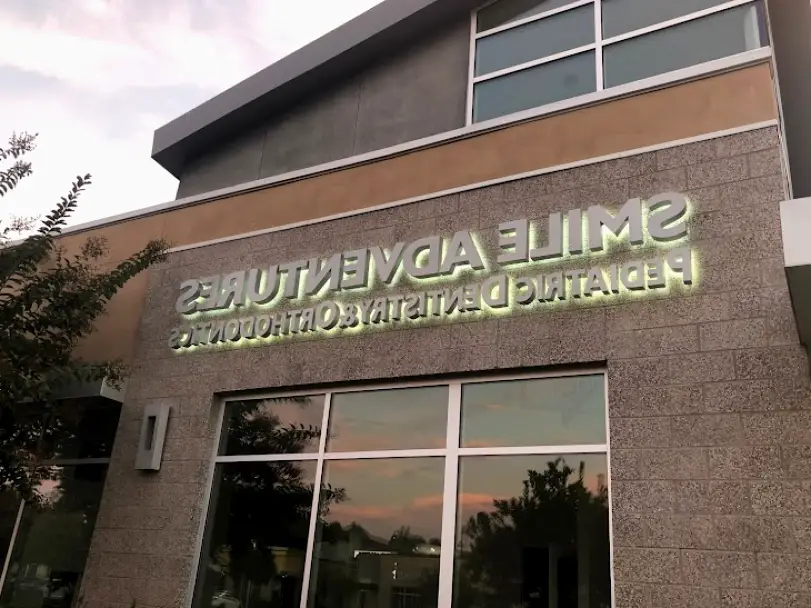 SMILE ADVENTURES
PEDIATRIC DENTISTRY & ORTHODONTICS